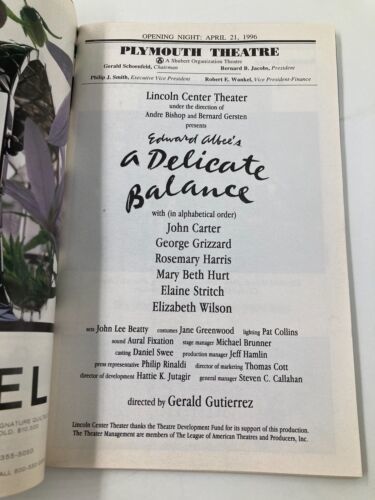 OPENING NIGHT: APRIL 21, 1996
PLYMOUTH THEATRE
A Shubert Organization Theatre
Gerald Schoenfeld, Chairman Bernard B. Jacobs, President
Philip J. Smith, Executive Vice President Robert E. Wankel, Vice President-Finance
Lincoln Center Theater
under the direction of
Andre Bishop and Bernard Gersten
presents
Edward Albee's
A Delicate
Balance
with (in alphabetical order)
John Carter
George Grizzard
Rosemary Harris
Mary Beth Hurt
Elaine Stritch
Elizabeth Wilson
sets John Lee Beatty costumes Jane Greenwood lighting Pat Collins
sound Aural Fixation stage manager Michael Brunner
casting Daniel Swee production manager Jeff Hamlin
press representative Philip Rinaldi director of marketing Thomas Cott
director of development Hattie K. Jutagir general manager Steven C. Callahan
directed by Gerald Gutierrez
Lincoln Center Theater thanks the Theatre Development Fund for its support of this production.
The Theater Management are members of The League of American Theatres and Producers, Inc.
EL